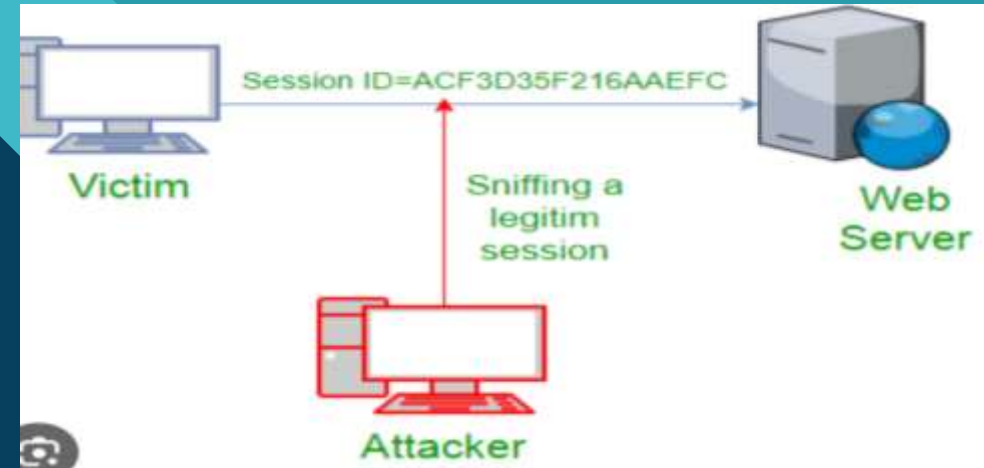 Session ID=ACF3D35F216AAEFC
Victim
Sniffing a
legitim
session
Web
Server
Attacker